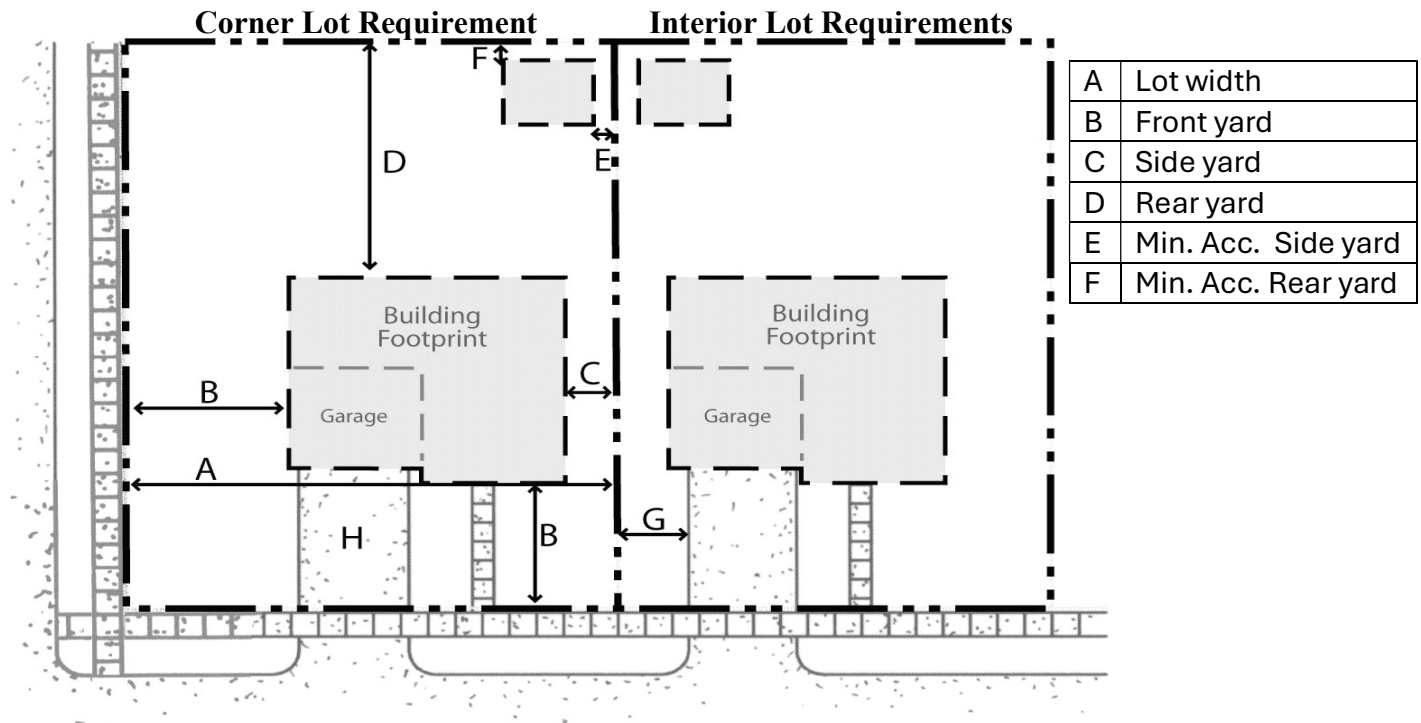 Corner Lot Requirement
Interior Lot Requirements
F
E
D
Building
Footprint
Garage
C
B
A
H
B
Building
Footprint
Garage
G
A Lot width
B Front yard
C Side yard
D Rear yard
E Min. Acc. Side yard
F Min. Acc. Rear yard